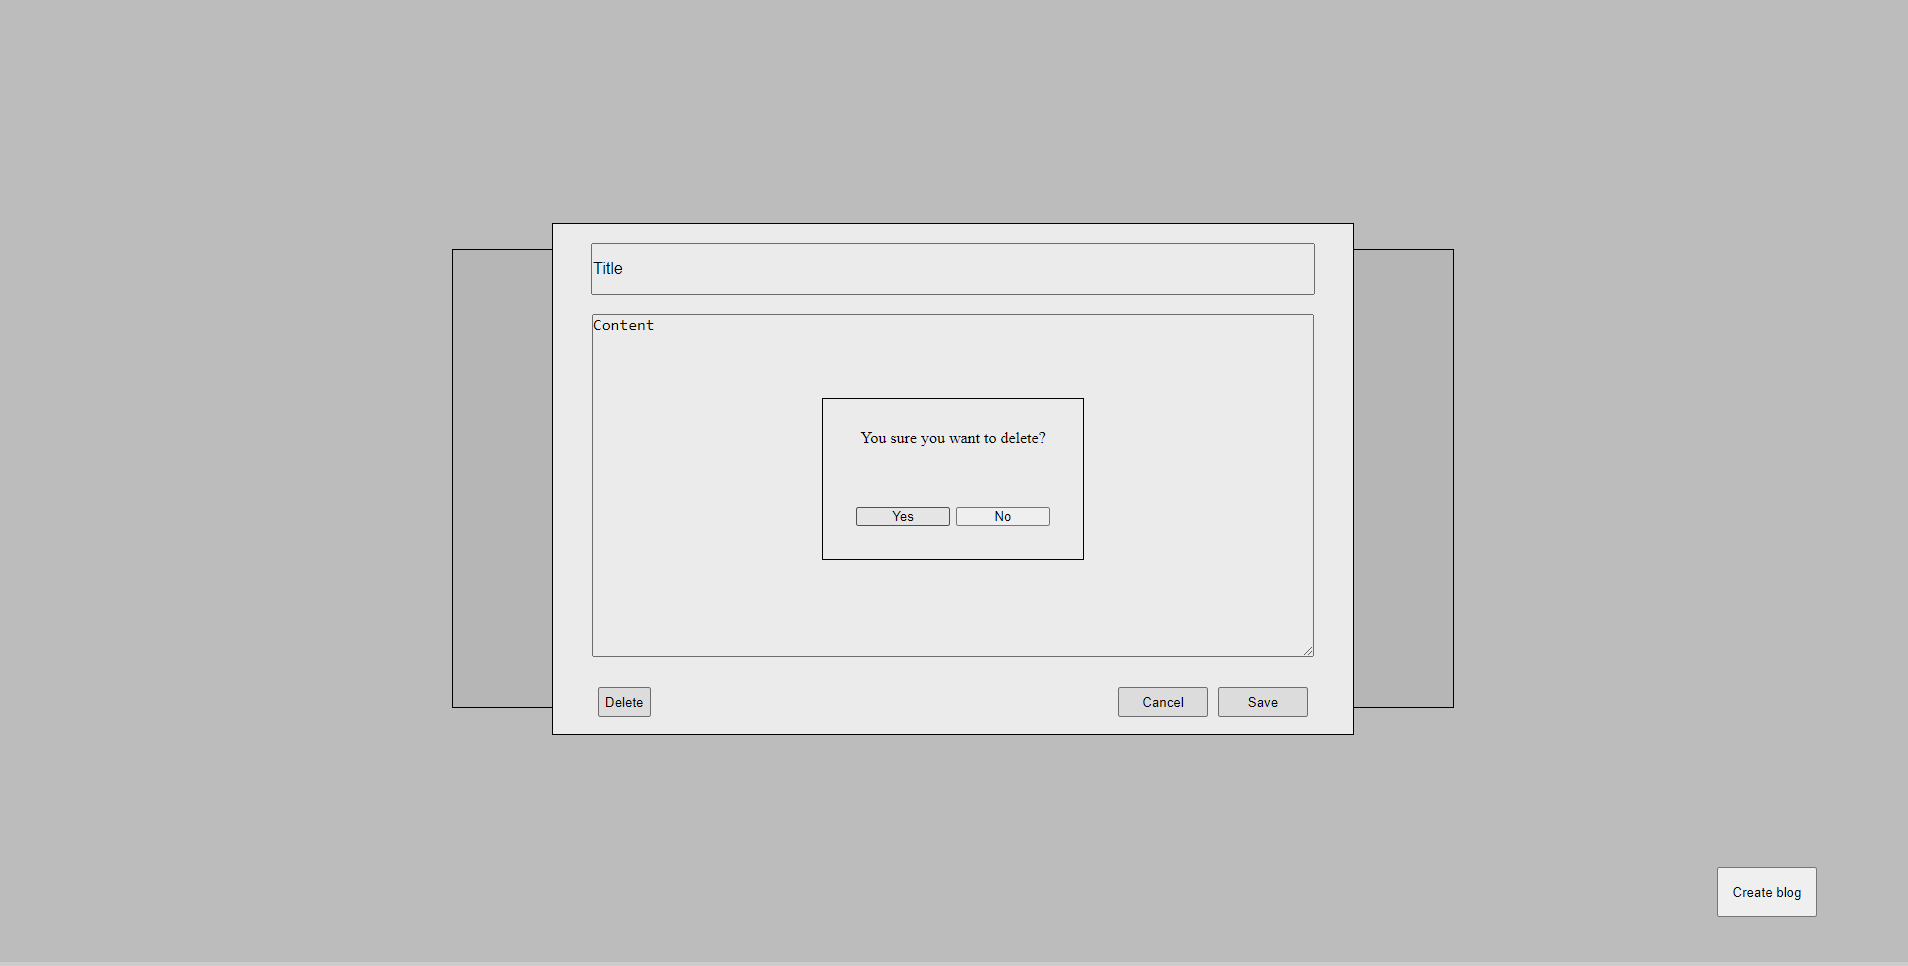 Title
Content
You sure you want to delete?
Yes No
Delete Cancel Save
Create blog